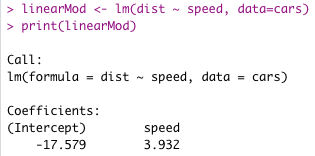 > linearMod <- lm(dist ~ speed, data=cars)
> print(linearMod)
Call:
lm(formula = dist ~ speed, data = cars)
Coefficients:
(Intercept)        speed
    -17.579        3.932